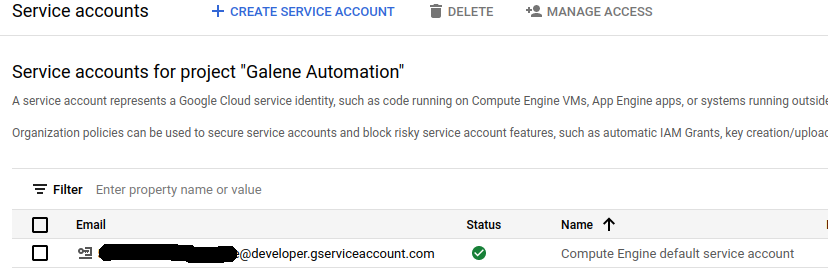 Service accounts
CREATE SERVICE ACCOUNT
DELETE
MANAGE ACCESS
Service accounts for project "Galene Automation"
A service account represents a Google Cloud service identity, such as code running on Compute Engine VMs, App Engine apps, or systems running outside
Organization policies can be used to secure service accounts and block risky service account features, such as automatic IAM Grants, key creation/upload
Filter Enter property name or value
Email Status Name
@developer.gserviceaccount.com Compute Engine default service account